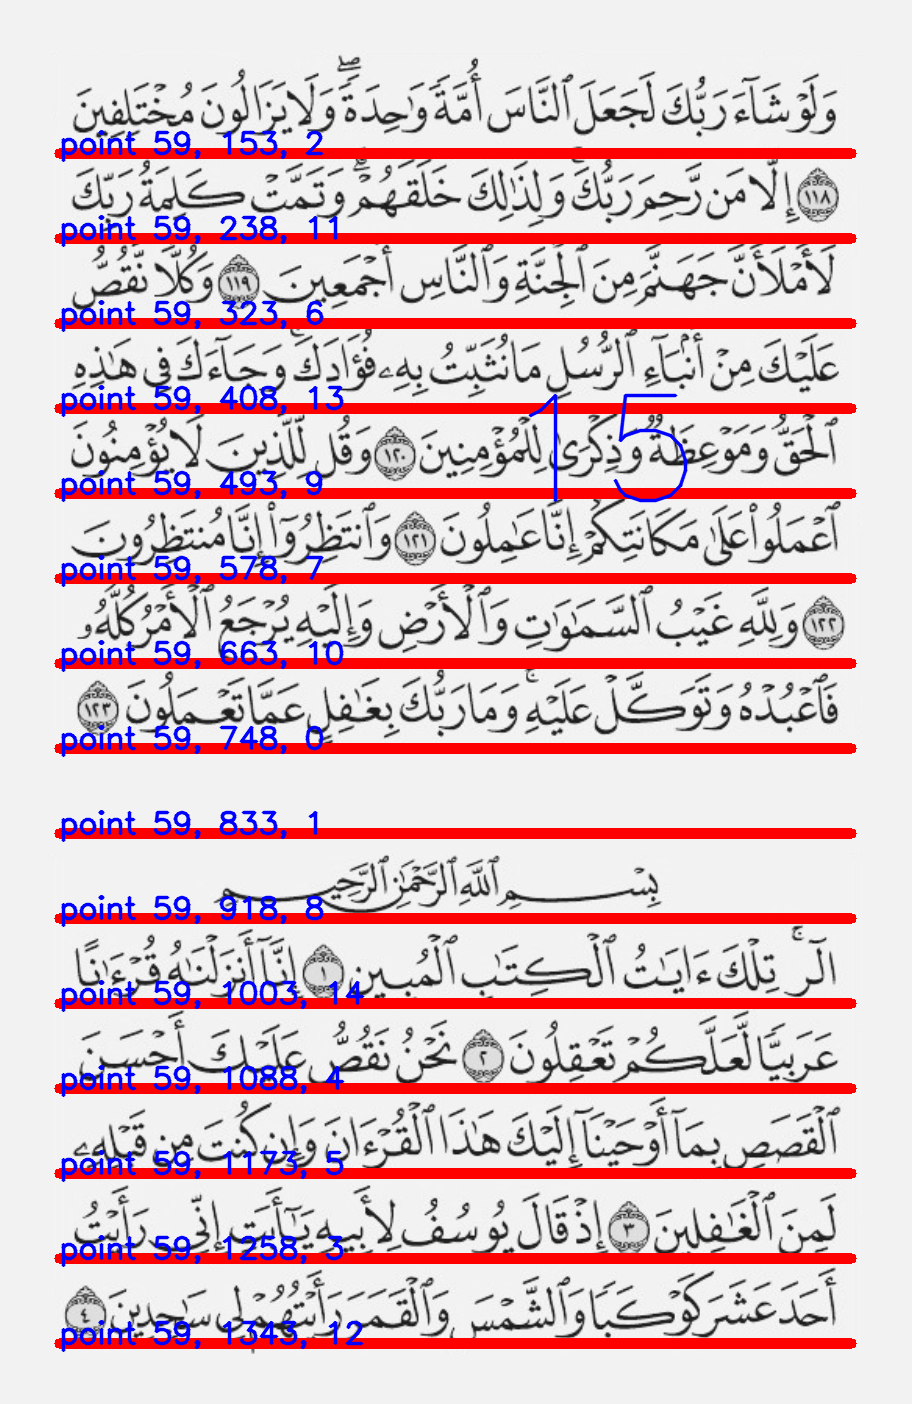 وَلَوْ شَآءَ رَبُّكَ لَجَعَلَ ٱلنَّاسَ أُمَّةً وَٰحِدَةً ۖ وَلَا يَزَالُونَ مُخْتَلِفِينَ
point 59, 153, 2
١١٨ إِلَّا مَن رَّحِمَ رَبُّكَ ۚ وَلِذَٰلِكَ خَلَقَهُمْ ۗ وَتَمَّتْ كَلِمَةُ رَبِّكَ
point 59, 238, 11
لَأَمْلَأَنَّ جَهَنَّمَ مِنَ ٱلْجِنَّةِ وَٱلنَّاسِ أَجْمَعِينَ ١١٩ وَكُلًّا نَّقُصُّ
point 59, 323, 6
عَلَيْكَ مِنْ أَنۢبَآءِ ٱلرُّسُلِ مَا نُثَبِّتُ بِهِۦ فُؤَادَكَ ۚ وَجَآءَكَ فِى هَٰذِهِ
point 59, 408, 13
15
ٱلْحَقُّ وَمَوْعِظَةٌ وَذِكْرَىٰ لِلْمُؤْمِنِينَ ١٢٠ وَقُل لِّلَّذِينَ لَا يُؤْمِنُونَ
point 59, 493, 9
ٱعْمَلُوا۟ عَلَىٰ مَكَانَتِكُمْ إِنَّا عَٰمِلُونَ ١٢١ وَٱنتَظِرُوٓا۟ إِنَّا مُنتَظِرُونَ
point 59, 578, 7
١٢٢ وَلِلَّهِ غَيْبُ ٱلسَّمَٰوَٰتِ وَٱلْأَرْضِ وَإِلَيْهِ يُرْجَعُ ٱلْأَمْرُ كُلُّهُۥ
point 59, 663, 10
فَٱعْبُدْهُ وَتَوَكَّلْ عَلَيْهِ ۚ وَمَا رَبُّكَ بِغَٰفِلٍ عَمَّا تَعْمَلُونَ ١٢٣
point 59, 748, 0
point 59, 833, 1
بِسْمِ ٱللَّهِ ٱلرَّحْمَٰنِ ٱلرَّحِيمِ
point 59, 918, 8
الٓر ۚ تِلْكَ ءَايَٰتُ ٱلْكِتَٰبِ ٱلْمُبِينِ ١ إِنَّآ أَنزَلْنَٰهُ قُرْءَٰنًا
point 59, 1003, 14
عَرَبِيًّا لَّعَلَّكُمْ تَعْقِلُونَ ٢ نَحْنُ نَقُصُّ عَلَيْكَ أَحْسَنَ
point 59, 1088, 4
ٱلْقَصَصِ بِمَآ أَوْحَيْنَآ إِلَيْكَ هَٰذَا ٱلْقُرْءَانَ وَإِن كُنتَ مِن قَبْلِهِۦ
point 59, 1173, 5
لَمِنَ ٱلْغَٰفِلِينَ ٣ إِذْ قَالَ يُوسُفُ لِأَبِيهِ يَٰٓأَبَتِ إِنِّى رَأَيْتُ
point 59, 1258, 3
أَحَدَ عَشَرَ كَوْكَبًا وَٱلشَّمْسَ وَٱلْقَمَرَ رَأَيْتُهُمْ لِى سَٰجِدِينَ ٤
point 59, 1343, 12